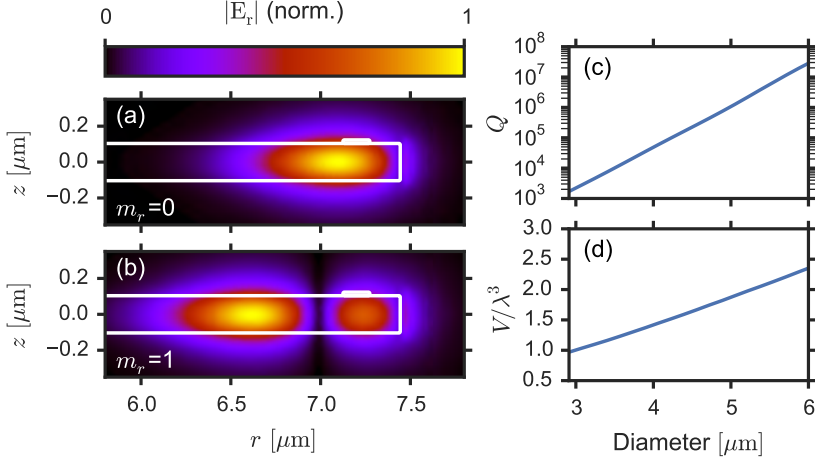 |E_r| (norm.)
0 1
(a)
0.2
0.0
−0.2
z [μm]
m_r=0
(b)
0.2
0.0
−0.2
z [μm]
m_r=1
6.0 6.5 7.0 7.5
r [μm]
(c)
10^8
10^7
10^6
10^5
10^4
10^3
Q
(d)
3.0
2.5
2.0
1.5
1.0
0.5
V/λ^3
3 4 5 6
Diameter [μm]